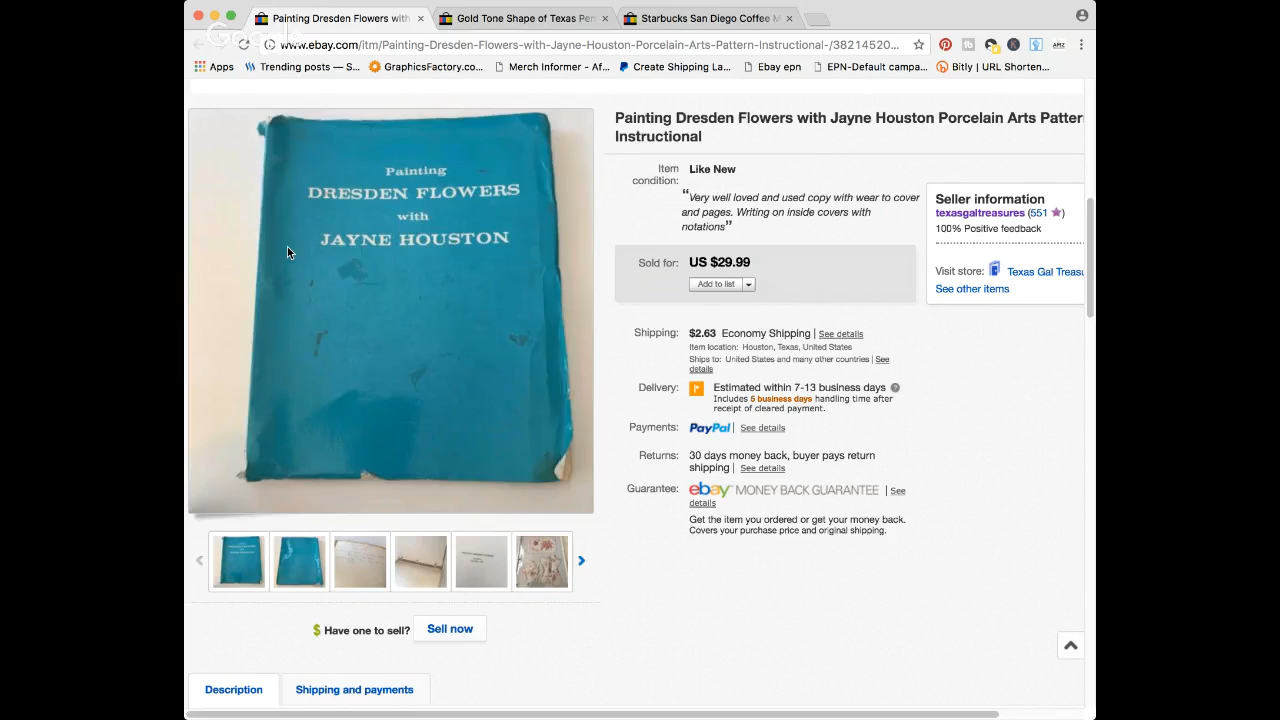 Painting Dresden Flowers with
Gold Tone Shape of Texas Pen
Starbucks San Diego Coffee M
Google
www.ebay.com/itm/Painting-Dresden-Flowers-with-Jayne-Houston-Porcelain-Arts-Pattern-Instructional-/38214520...
Apps
Trending posts — S...
GraphicsFactory.co...
Merch Informer - Af...
Create Shipping La...
Ebay epn
EPN-Default campa...
Bitly | URL Shorten...
Painting
DRESDEN FLOWERS
with
JAYNE HOUSTON
Painting Dresden Flowers with Jayne Houston Porcelain Arts Patter
Instructional
Item condition:
Like New
"Very well loved and used copy with wear to cover
and pages. Writing on inside covers with
notations"
Sold for:
US $29.99
Add to list
Seller information
texasgaltreasures (551)
100% Positive feedback
Visit store:
Texas Gal Treasu
See other items
Shipping:
$2.63 Economy Shipping | See details
Item location: Houston, Texas, United States
Ships to: United States and many other countries | See
details
Delivery:
Estimated within 7-13 business days
Includes 5 business days handling time after
receipt of cleared payment.
Payments:
PayPal | See details
Returns:
30 days money back, buyer pays return
shipping | See details
Guarantee:
ebay MONEY BACK GUARANTEE | See
details
Get the item you ordered or get your money back.
Covers your purchase price and original shipping.
$ Have one to sell?
Sell now
Description
Shipping and payments